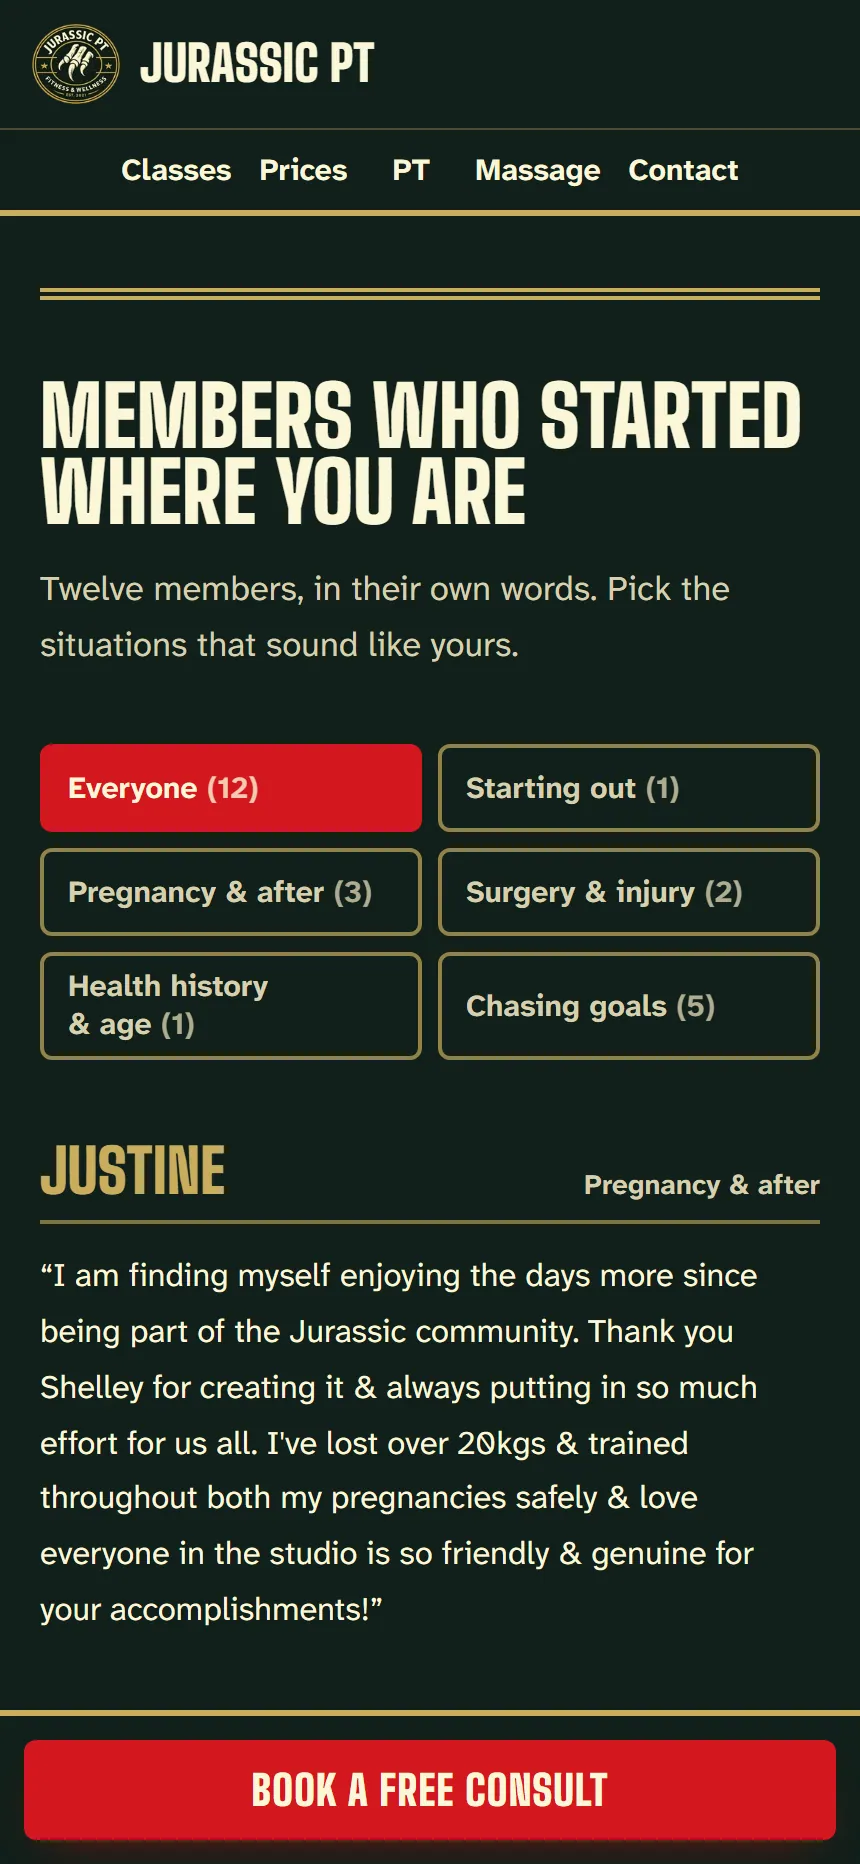 JURASSIC PT
FITNESS & WELLNESS
EST. 2021
JURASSIC PT
Classes Prices PT Massage Contact
MEMBERS WHO STARTED
WHERE YOU ARE
Twelve members, in their own words. Pick the
situations that sound like yours.
Everyone (12) Starting out (1)
Pregnancy & after (3) Surgery & injury (2)
Health history
& age (1)
Chasing goals (5)
JUSTINE Pregnancy & after
“I am finding myself enjoying the days more since
being part of the Jurassic community. Thank you
Shelley for creating it & always putting in so much
effort for us all. I've lost over 20kgs & trained
throughout both my pregnancies safely & love
everyone in the studio is so friendly & genuine for
your accomplishments!”
BOOK A FREE CONSULT